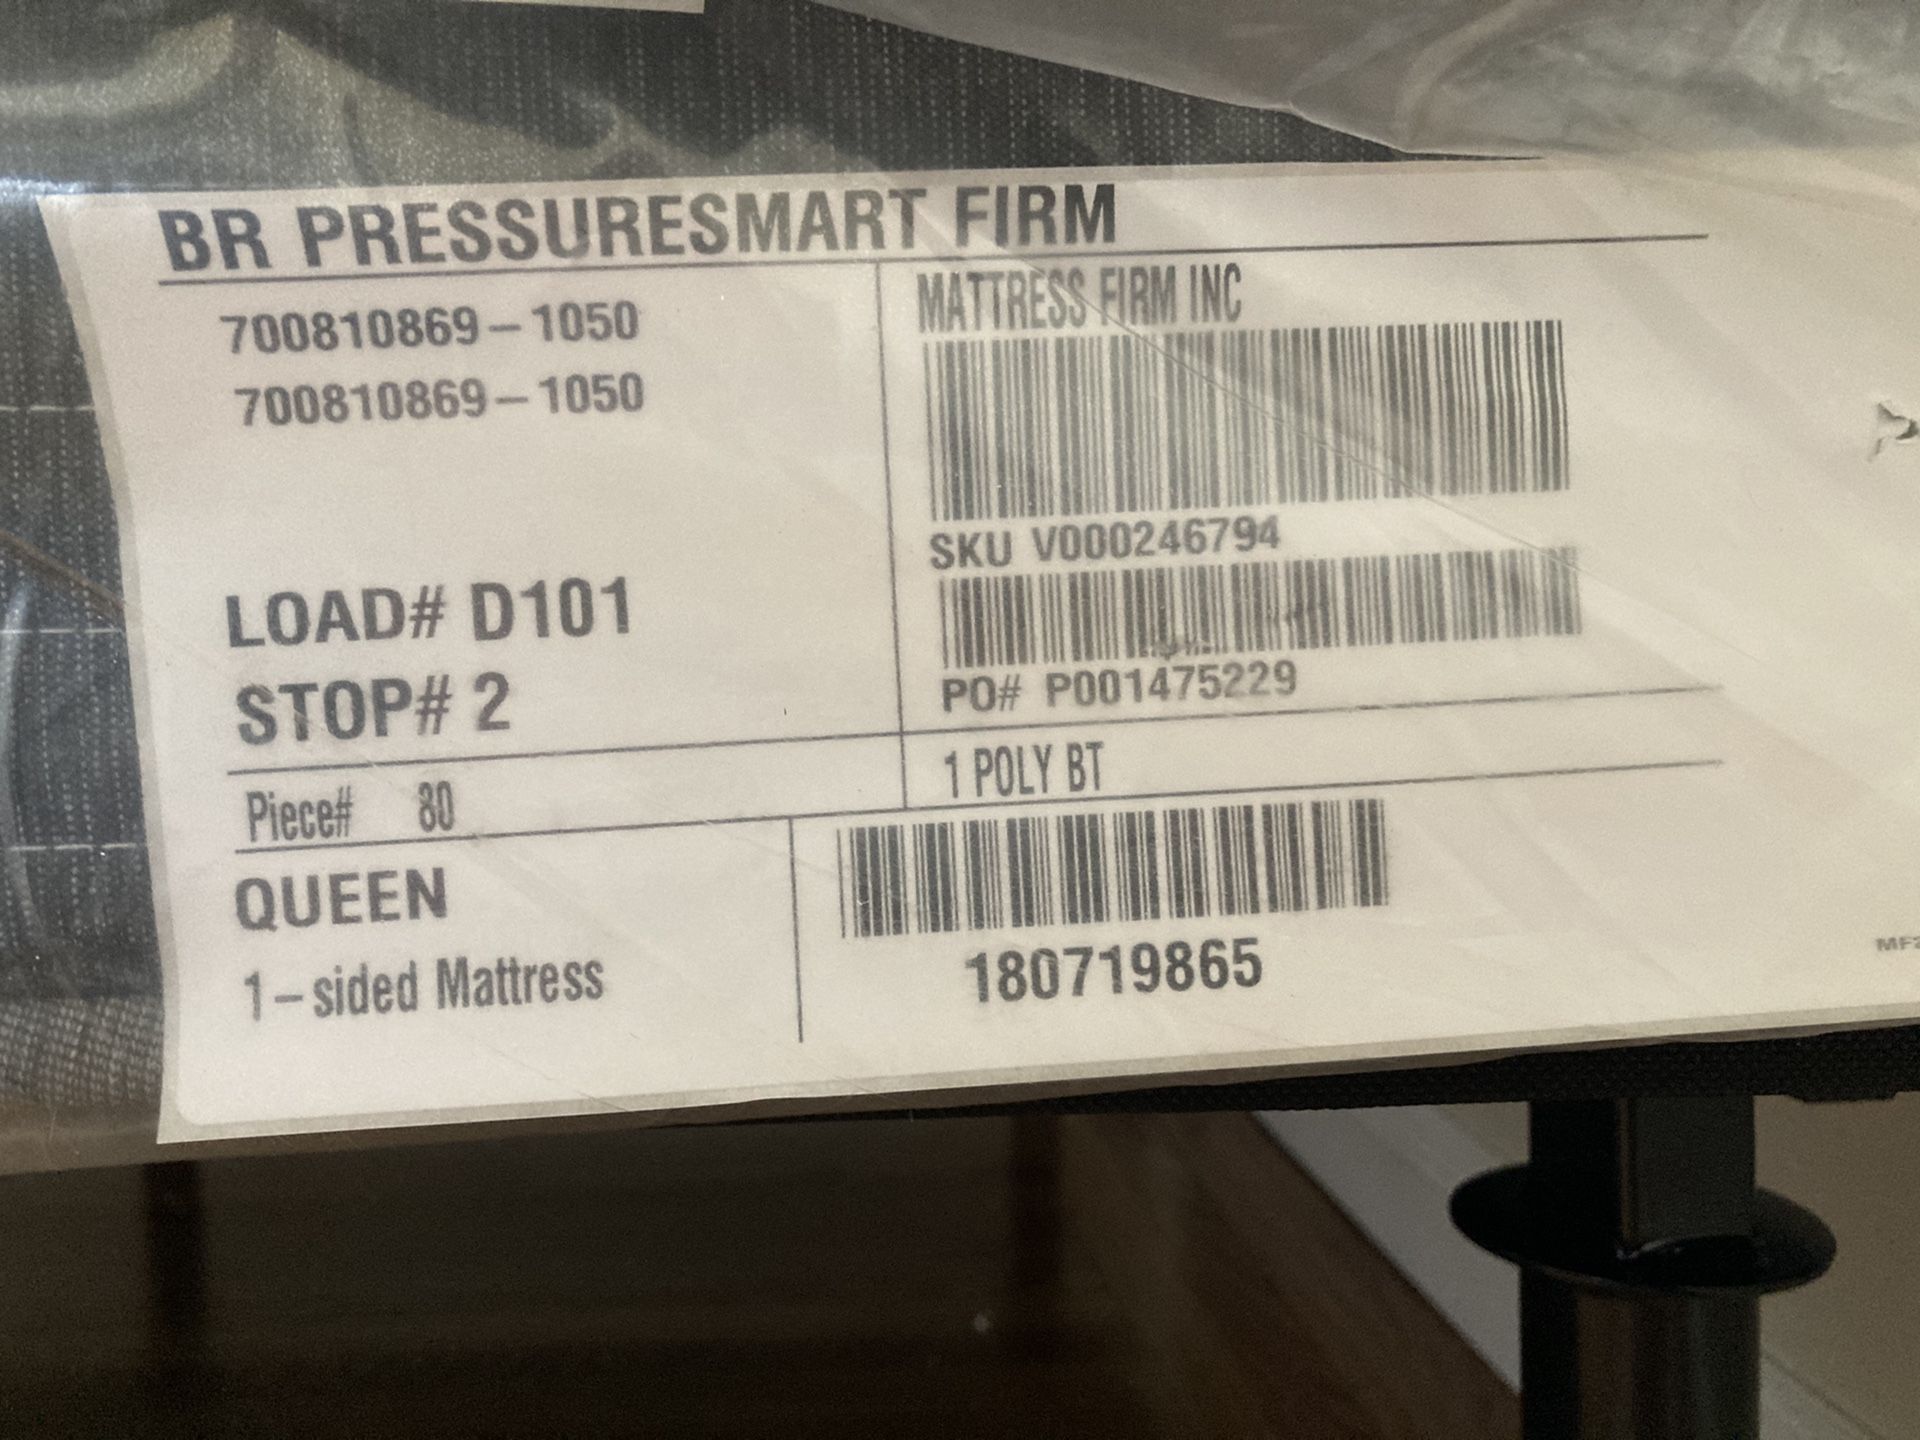 BR PRESSURESMART FIRM
700810869-1050
700810869-1050
LOAD# D101
STOP# 2
MATTRESS FIRM INC
SKU V000246794
PO# P001475229
Piece# 80
1 POLY BT
QUEEN
1-sided Mattress
180719865